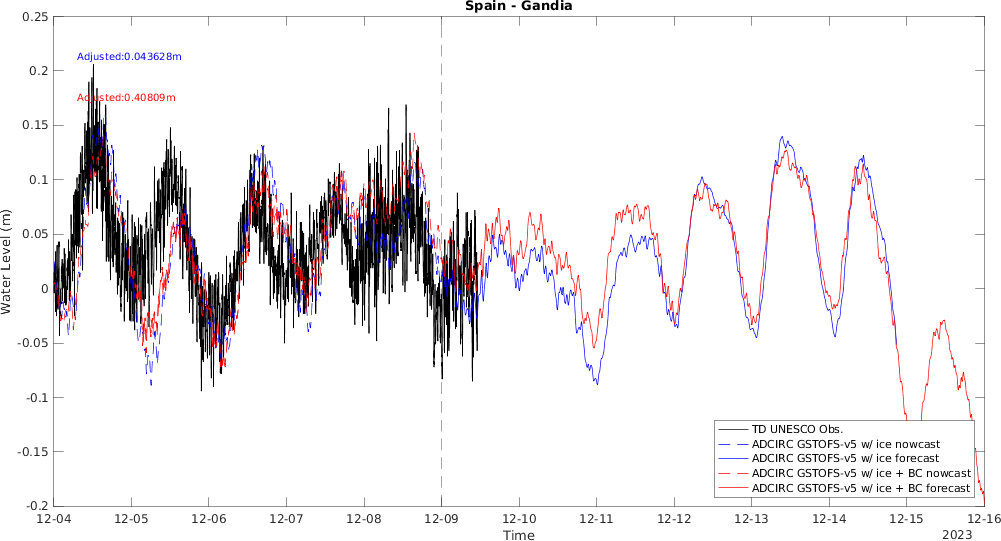 Spain - Gandia
Adjusted:0.043628m
Adjusted:0.40809m
Water Level (m)
0.25
0.2
0.15
0.1
0.05
0
-0.05
-0.1
-0.15
-0.2
TD UNESCO Obs.
ADCIRC GSTOFS-v5 w/ ice nowcast
ADCIRC GSTOFS-v5 w/ ice forecast
ADCIRC GSTOFS-v5 w/ ice + BC nowcast
ADCIRC GSTOFS-v5 w/ ice + BC forecast
12-04 12-05 12-06 12-07 12-08 12-09 12-10 12-11 12-12 12-13 12-14 12-15 12-16
Time
2023